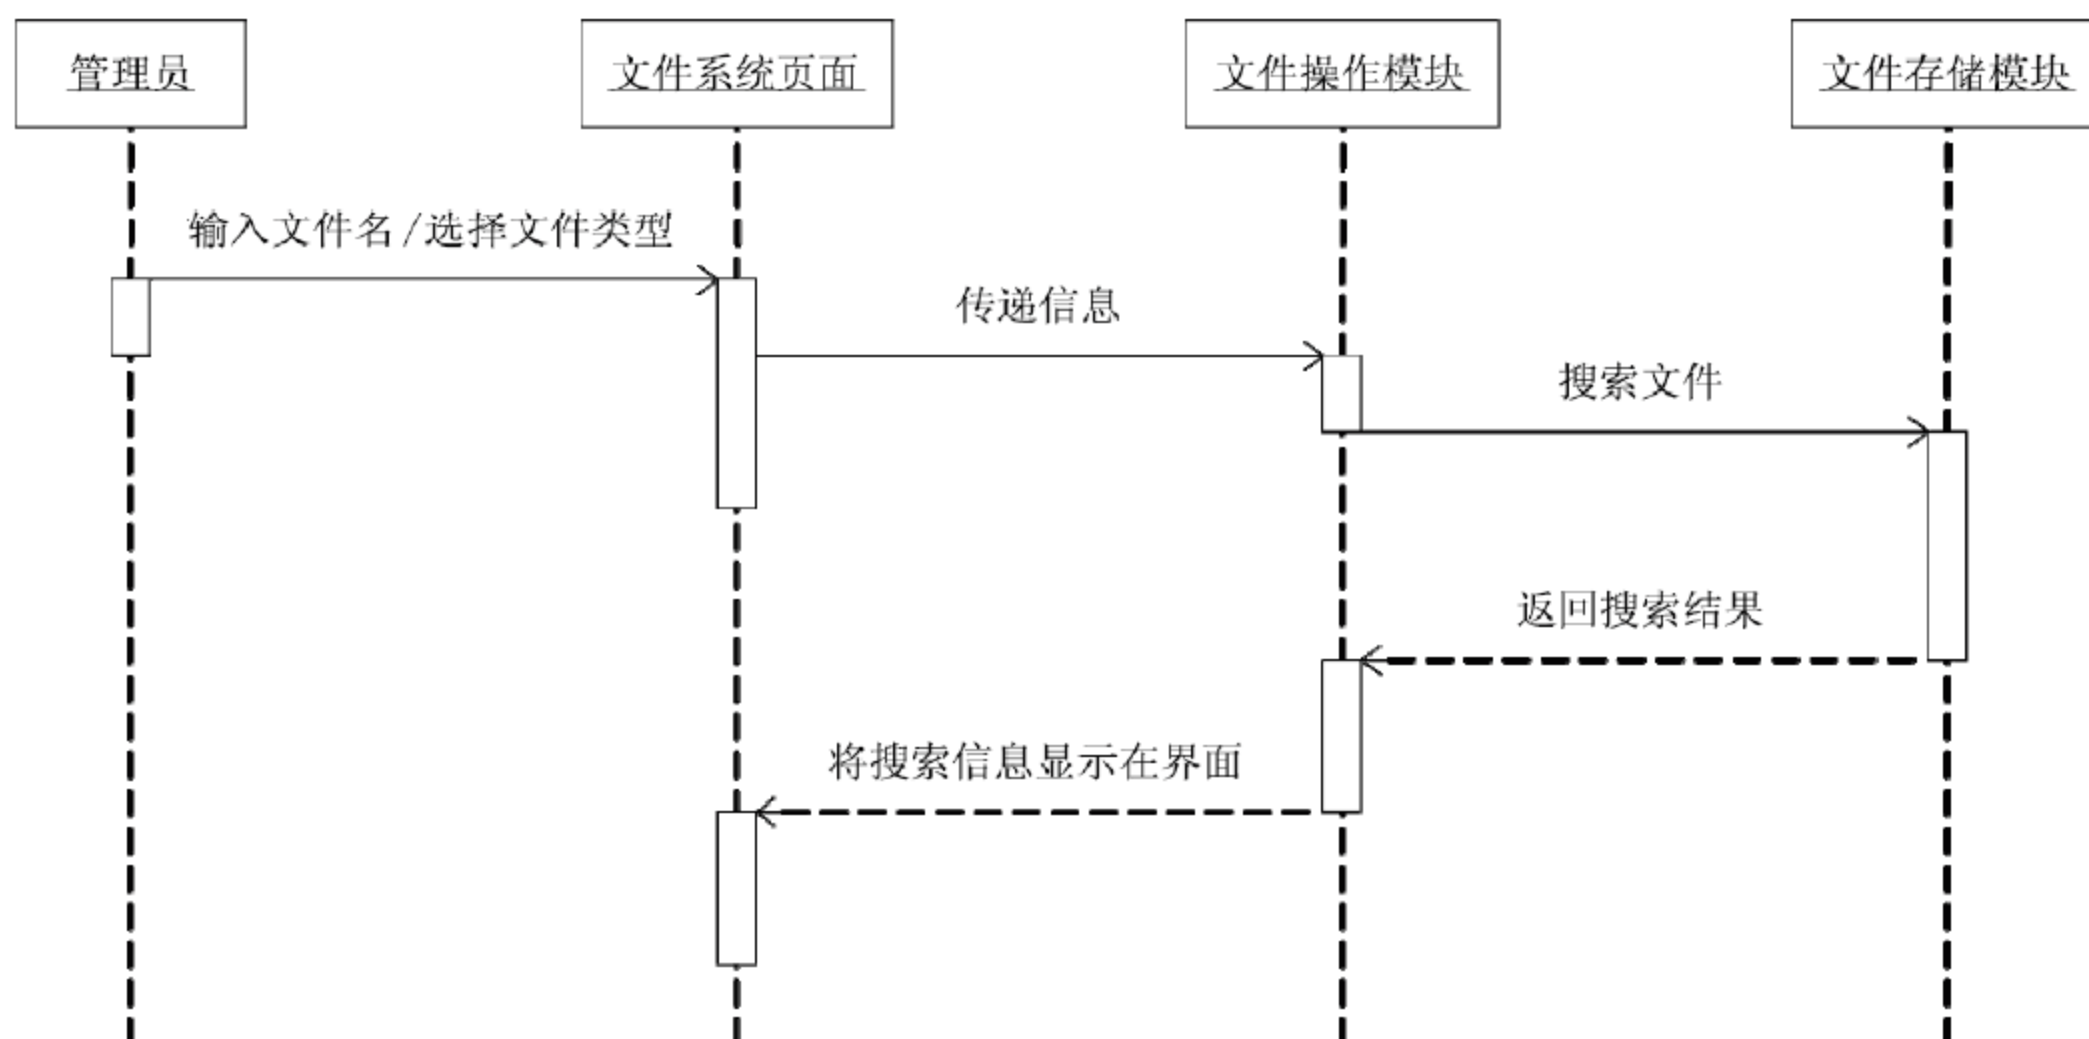 管理员
文件系统页面
文件操作模块
文件存储模块
输入文件名/选择文件类型
传递信息
搜索文件
返回搜索结果
将搜索信息显示在界面